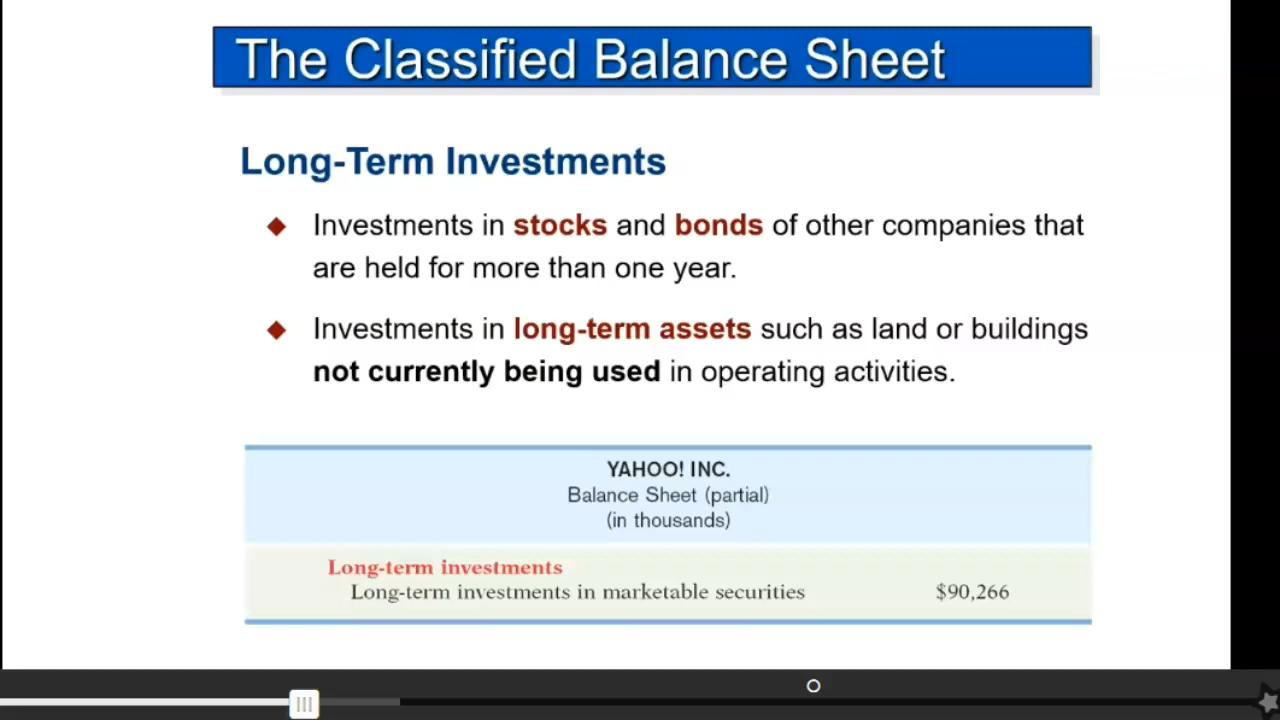 The Classified Balance Sheet
Long-Term Investments
Investments in stocks and bonds of other companies that
are held for more than one year.
Investments in long-term assets such as land or buildings
not currently being used in operating activities.
YAHOO! INC.
Balance Sheet (partial)
(in thousands)
Long-term investments
Long-term investments in marketable securities $90,266